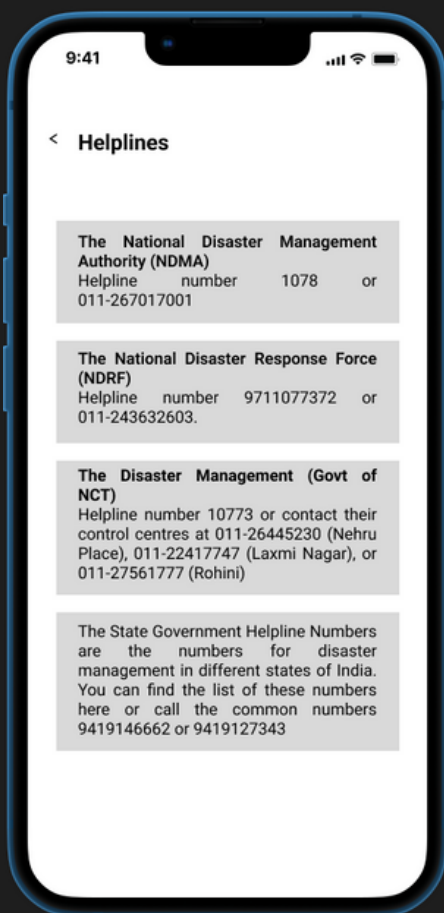 9:41
< Helplines
The National Disaster Management
Authority (NDMA)
Helpline number 1078 or
011-267017001
The National Disaster Response Force
(NDRF)
Helpline number 9711077372 or
011-243632603.
The Disaster Management (Govt of
NCT)
Helpline number 10773 or contact their
control centres at 011-26445230 (Nehru
Place), 011-22417747 (Laxmi Nagar), or
011-27561777 (Rohini)
The State Government Helpline Numbers
are the numbers for disaster
management in different states of India.
You can find the list of these numbers
here or call the common numbers
9419146662 or 9419127343